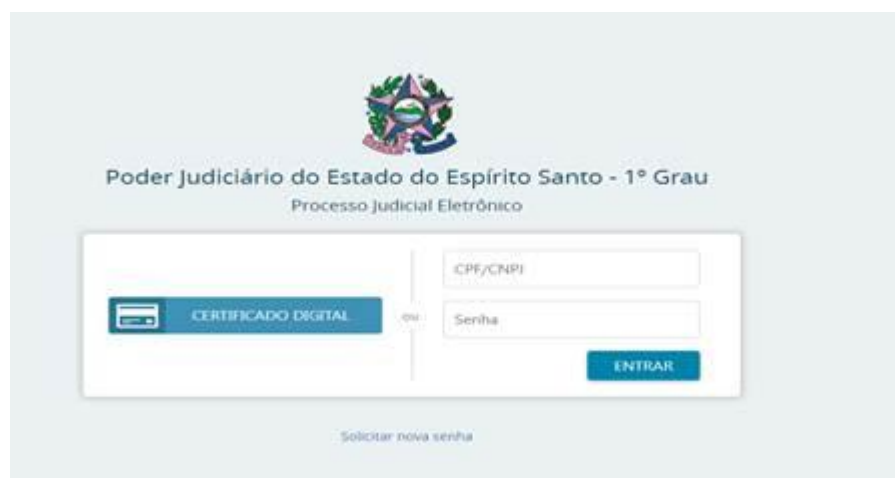 Poder Judiciário do Estado do Espírito Santo - 1º Grau
Processo Judicial Eletrônico
CPF/CNPJ
CERTIFICADO DIGITAL
ou
Senha
ENTRAR
Solicitar nova senha